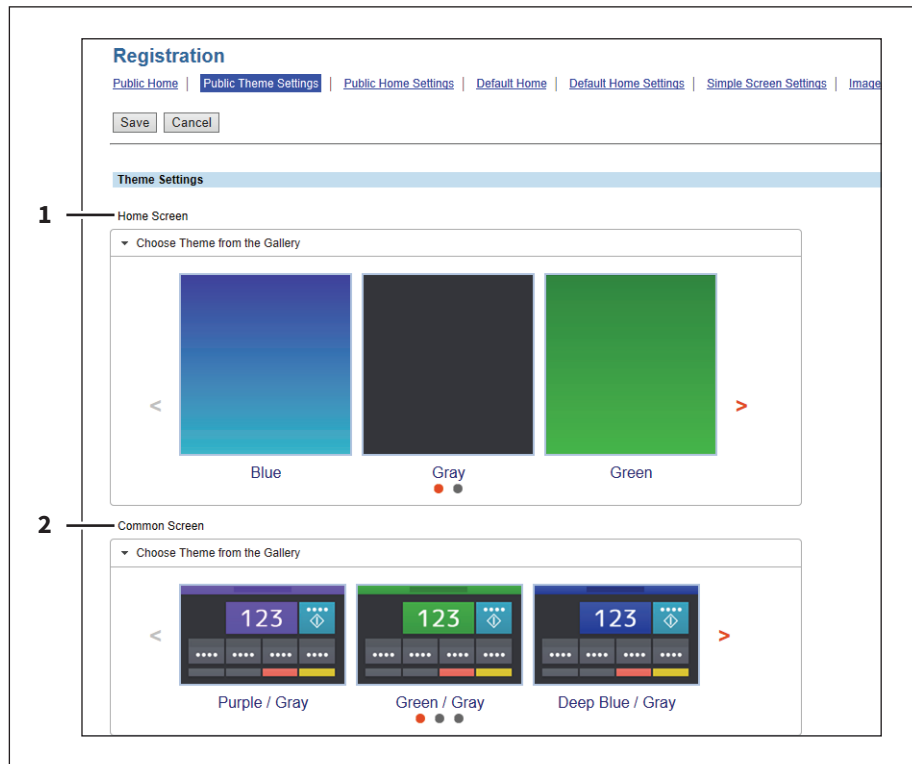 Registration
Public Home | Public Theme Settings | Public Home Settings | Default Home | Default Home Settings | Simple Screen Settings | Image
Save Cancel
Theme Settings
1 Home Screen
Choose Theme from the Gallery
< >
Blue Gray Green
2 Common Screen
Choose Theme from the Gallery
123 123 123
< >
Purple / Gray Green / Gray Deep Blue / Gray